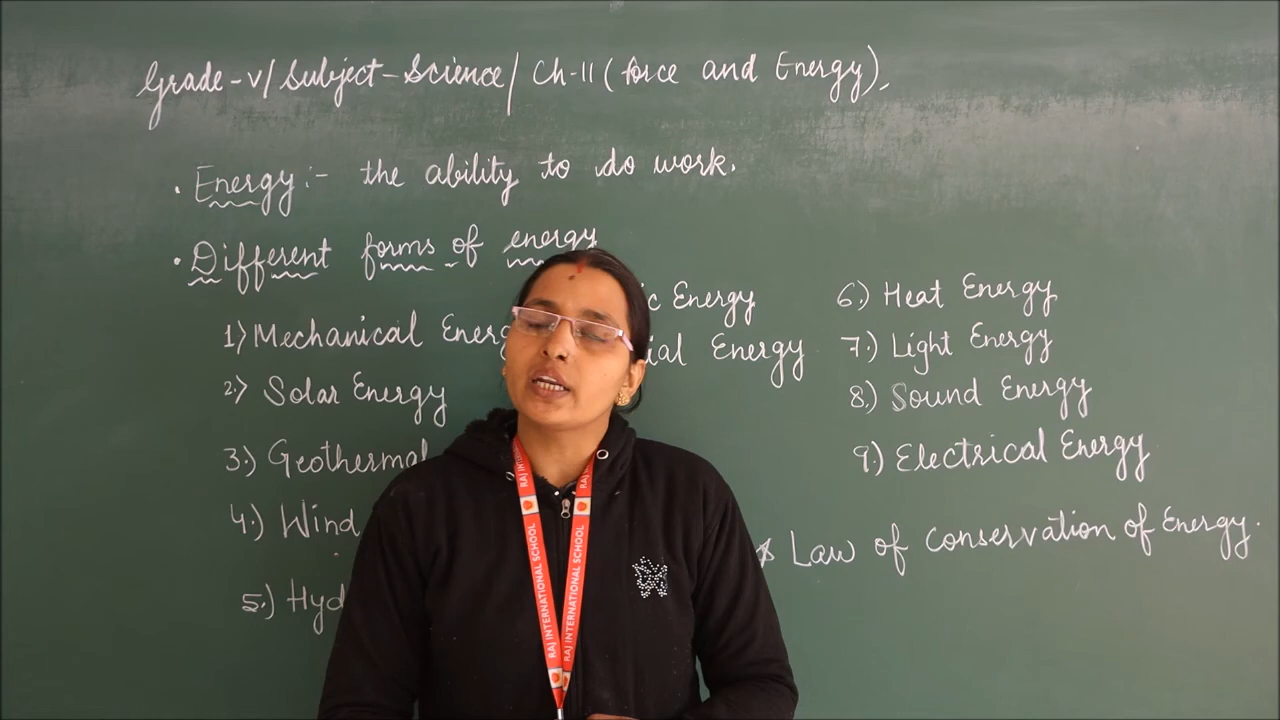 Grade-V/Subject-Science/Ch-11 (force and Energy).
• Energy:- the ability to do work.
• Different forms of energy
1) Mechanical
Energy
Energy
2) Solar Energy
3.) Geothermal
4.) Wind
5.)
6.) Heat Energy
7.) Light Energy
8.) Sound Energy
9.) Electrical Energy
* Law of Conservation of Energy.
RAJ INTERNATIONAL SCHOOL
RAJ INTERNATIONAL SCHOOL